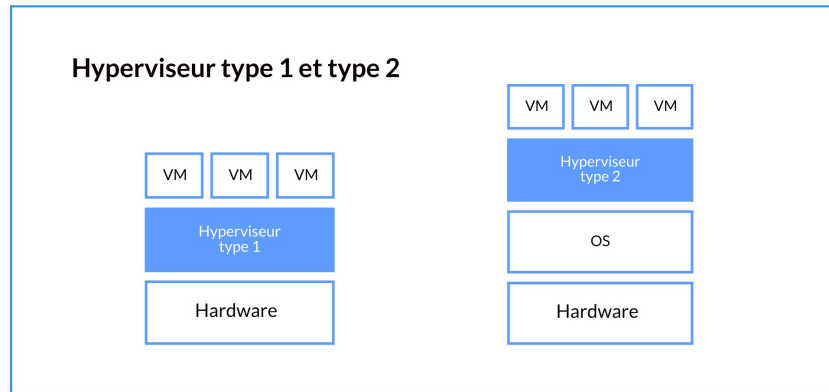 Hyperviseur type 1 et type 2
VM VM VM
Hyperviseur
type 1
Hardware
VM VM VM
Hyperviseur
type 2
OS
Hardware